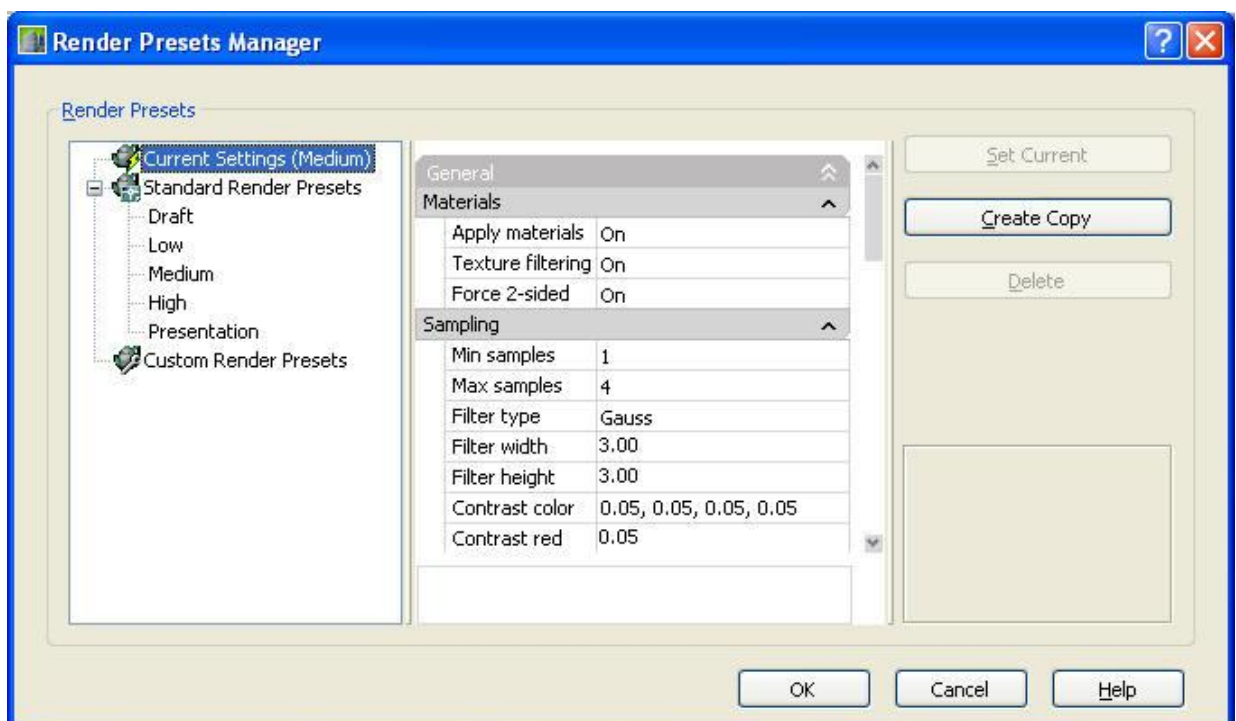 Render Presets Manager
Render Presets
Current Settings (Medium)
Standard Render Presets
Draft
Low
Medium
High
Presentation
Custom Render Presets
General
Materials
Apply materials On
Texture filtering On
Force 2-sided On
Sampling
Min samples 1
Max samples 4
Filter type Gauss
Filter width 3.00
Filter height 3.00
Contrast color 0.05, 0.05, 0.05, 0.05
Contrast red 0.05
Set Current
Create Copy
Delete
OK Cancel Help